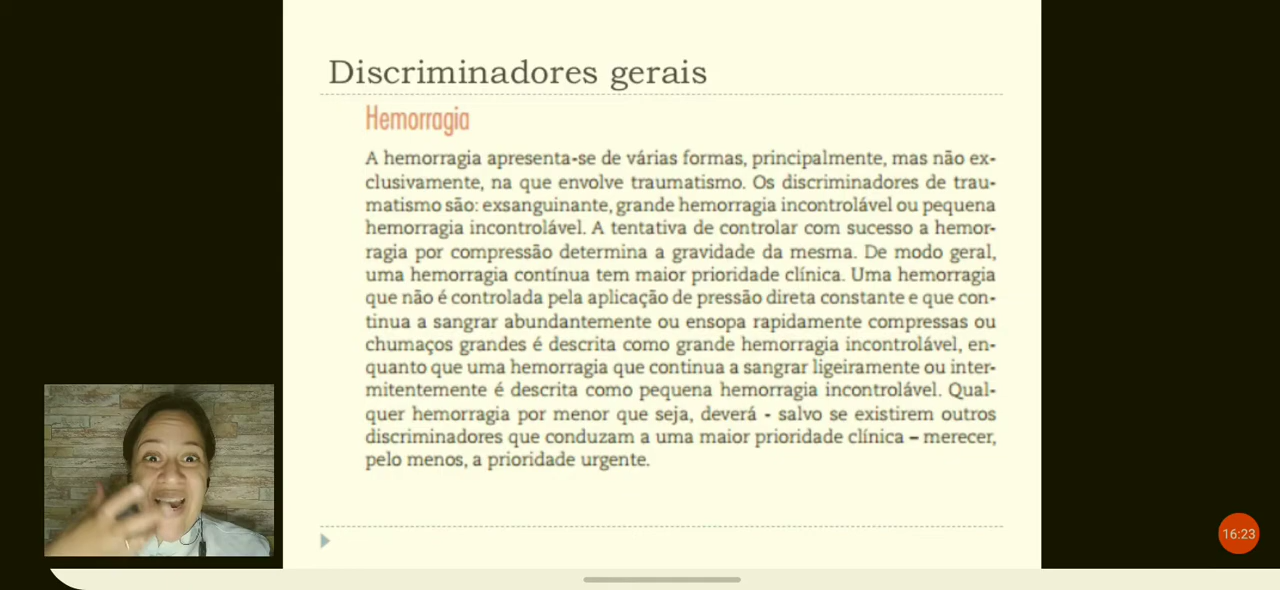 Discriminadores gerais
Hemorragia
A hemorragia apresenta-se de várias formas, principalmente, mas não ex-
clusivamente, na que envolve traumatismo. Os discriminadores de trau-
matismo são: exsanguinante, grande hemorragia incontrolável ou pequena
hemorragia incontrolável. A tentativa de controlar com sucesso a hemor-
ragia por compressão determina a gravidade da mesma. De modo geral,
uma hemorragia contínua tem maior prioridade clínica. Uma hemorragia
que não é controlada pela aplicação de pressão direta constante e que con-
tinua a sangrar abundantemente ou ensopa rapidamente compressas ou
chumaços grandes é descrita como grande hemorragia incontrolável, en-
quanto que uma hemorragia que continua a sangrar ligeiramente ou inter-
mitentemente é descrita como pequena hemorragia incontrolável. Qual-
quer hemorragia por menor que seja, deverá - salvo se existirem outros
discriminadores que conduzam a uma maior prioridade clínica – merecer,
pelo menos, a prioridade urgente.
16:23